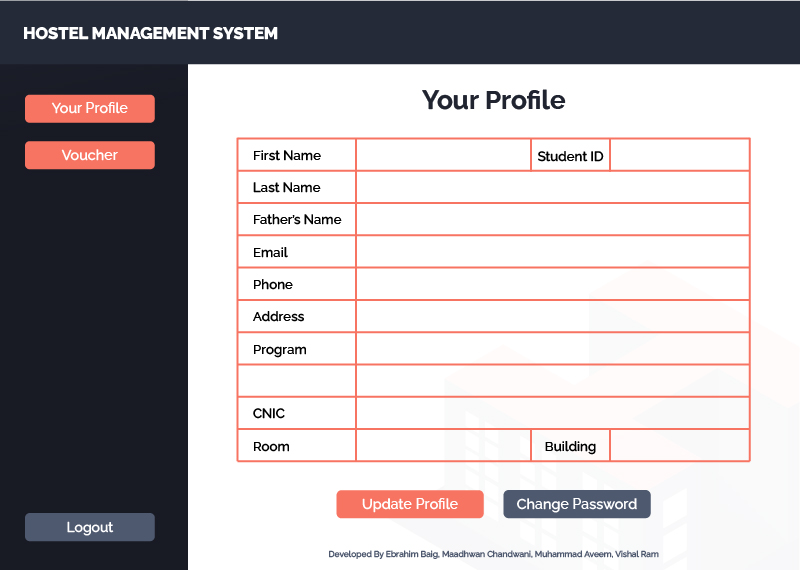 HOSTEL MANAGEMENT SYSTEM
Your Profile
Voucher
Logout
Your Profile
First Name Student ID
Last Name
Father's Name
Email
Phone
Address
Program
CNIC
Room Building
Update Profile Change Password
Developed By Ebrahim Baig, Maadhwan Chandwani, Muhammad Aveem, Vishal Ram